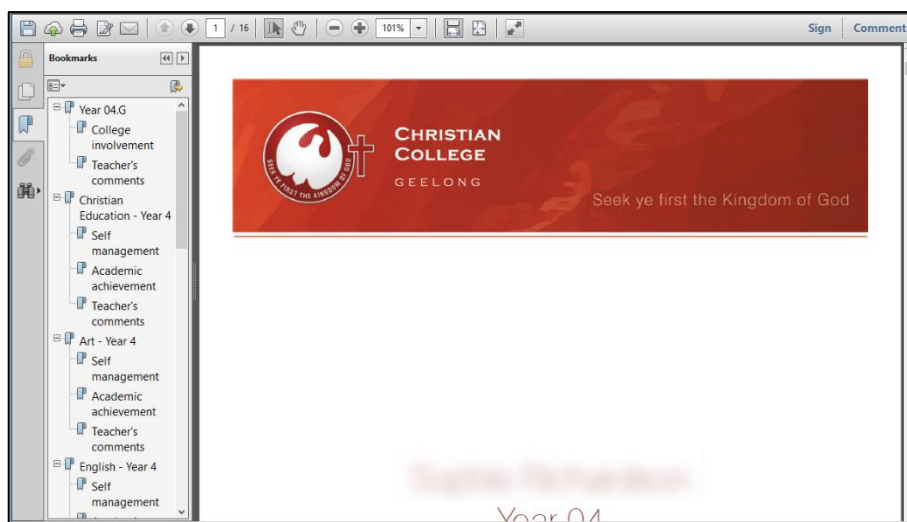 1 / 16
101%
Sign
Comment
Bookmarks
Year 04.G
College
involvement
Teacher's
comments
Christian
Education - Year 4
Self
management
Academic
achievement
Teacher's
comments
Art - Year 4
Self
management
Academic
achievement
Teacher's
comments
English - Year 4
Self
management
SEEK YE FIRST THE KINGDOM OF GOD
CHRISTIAN
COLLEGE
GEELONG
Seek ye first the Kingdom of God
Year 04